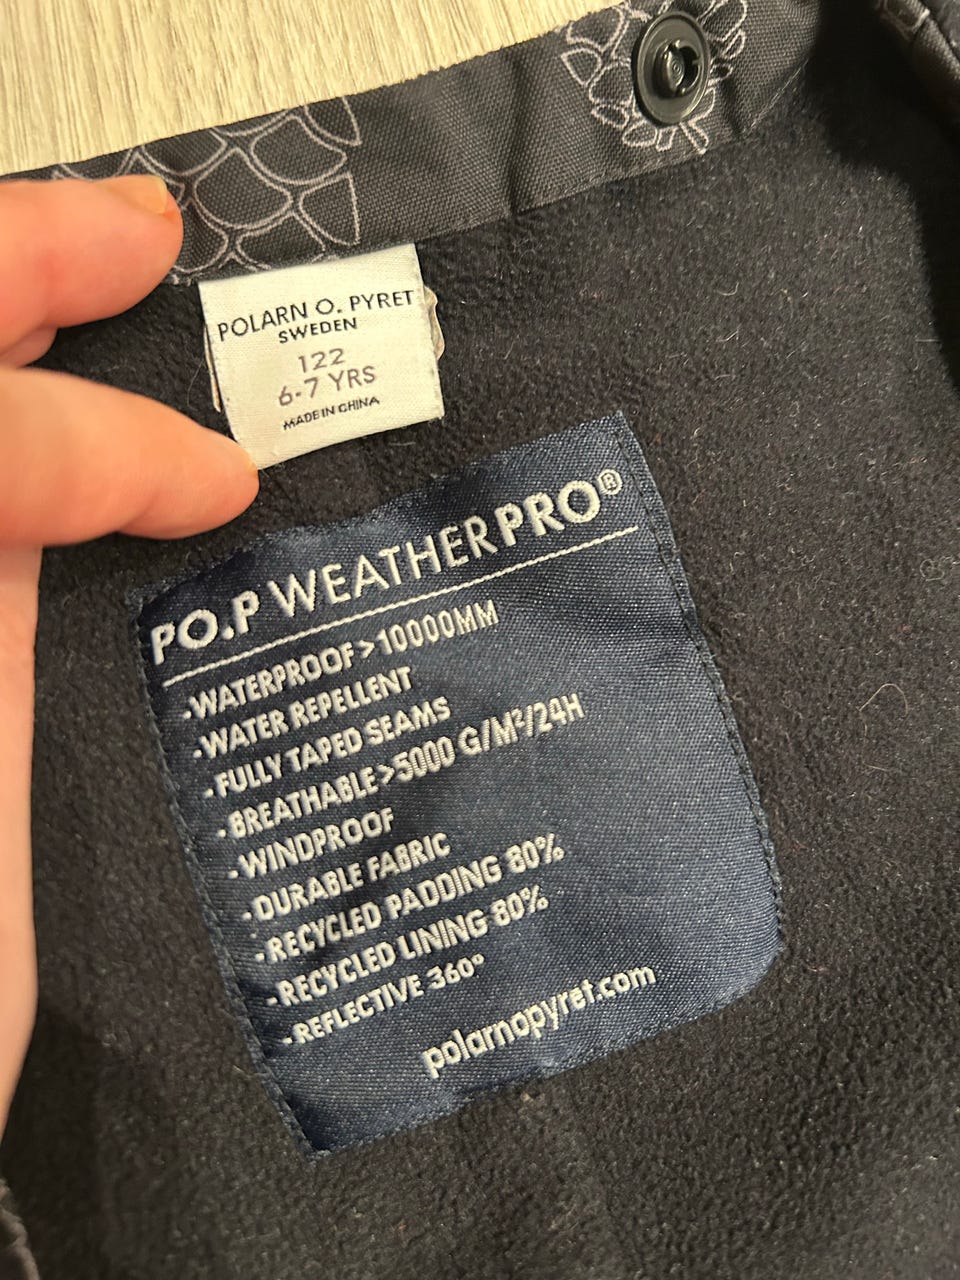 POLARN O. PYRET
SWEDEN
122
6-7 YRS
MADE IN CHINA
PO.P WEATHERPRO®
-WATERPROOF >10000MM
-WATER REPELLENT
-FULLY TAPED SEAMS
-BREATHABLE >5000 G/M²/24H
-WINDPROOF
-DURABLE FABRIC
-RECYCLED PADDING 80%
-RECYCLED LINING 80%
-REFLECTIVE 360°
polarnopyret.com